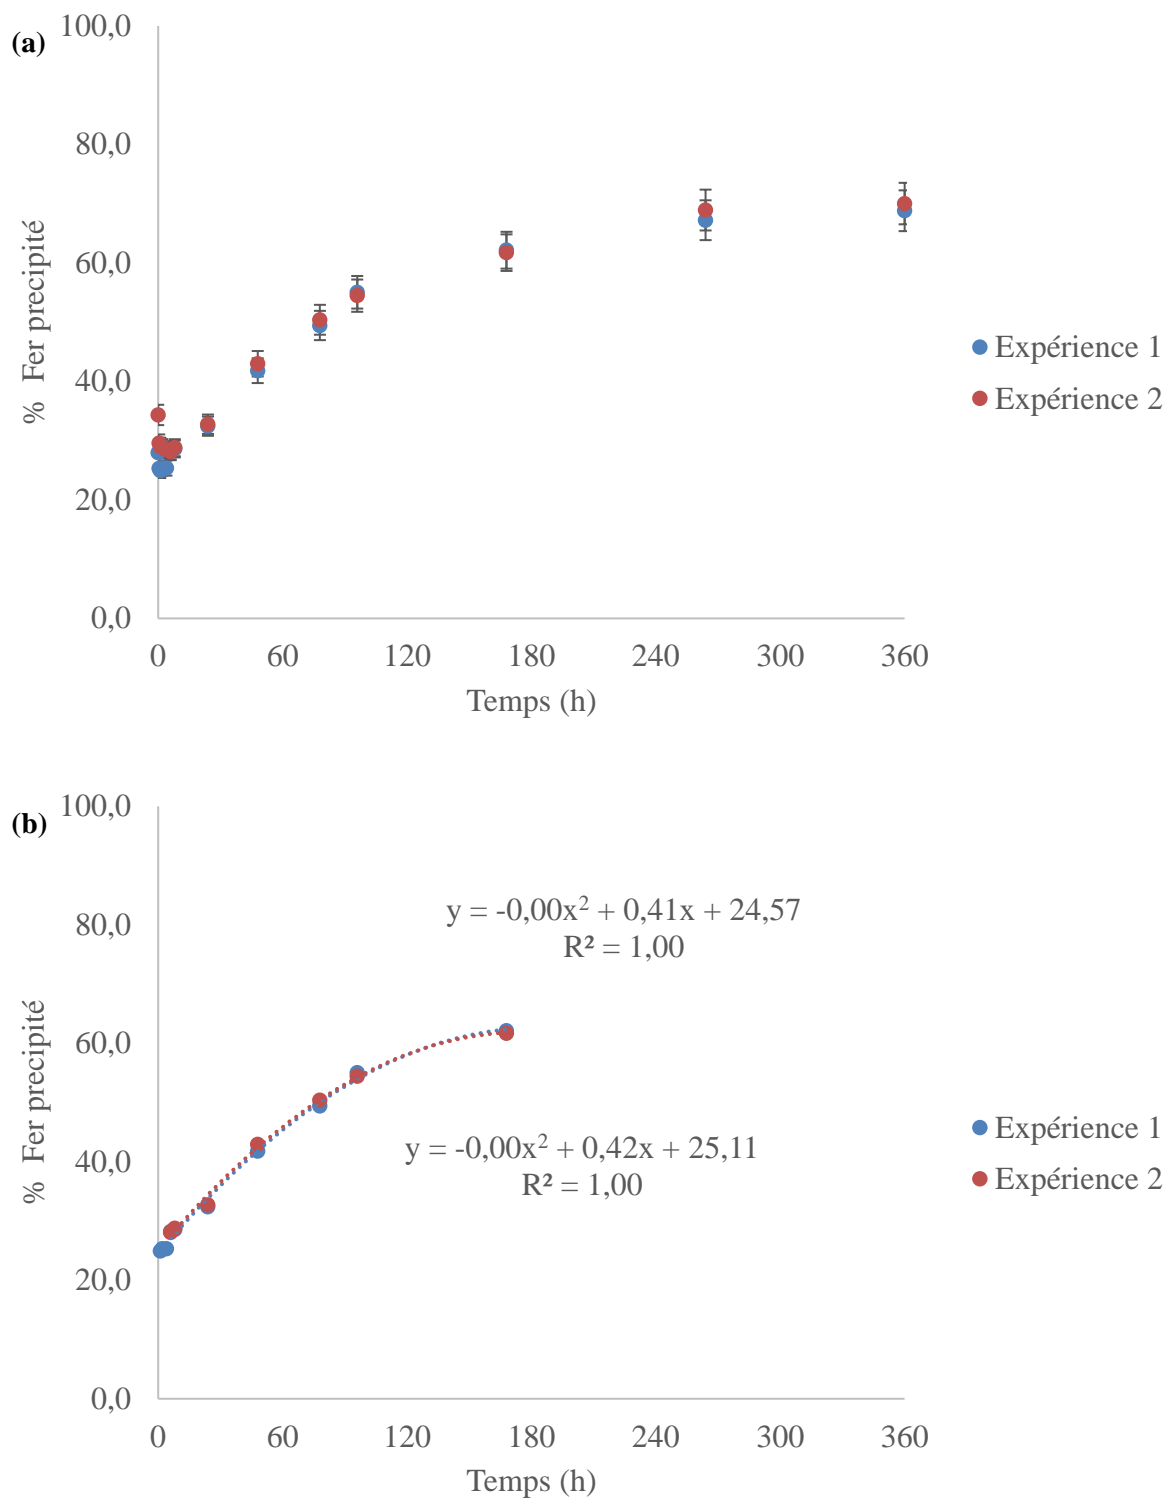 (a)
100,0
80,0
60,0
40,0
20,0
0,0
% Fer precipité
0 60 120 180 240 300 360
Temps (h)
Expérience 1
Expérience 2
(b)
100,0
80,0
60,0
40,0
20,0
0,0
% Fer precipité
y = -0,00x² + 0,41x + 24,57
R² = 1,00
y = -0,00x² + 0,42x + 25,11
R² = 1,00
0 60 120 180 240 300 360
Temps (h)
Expérience 1
Expérience 2